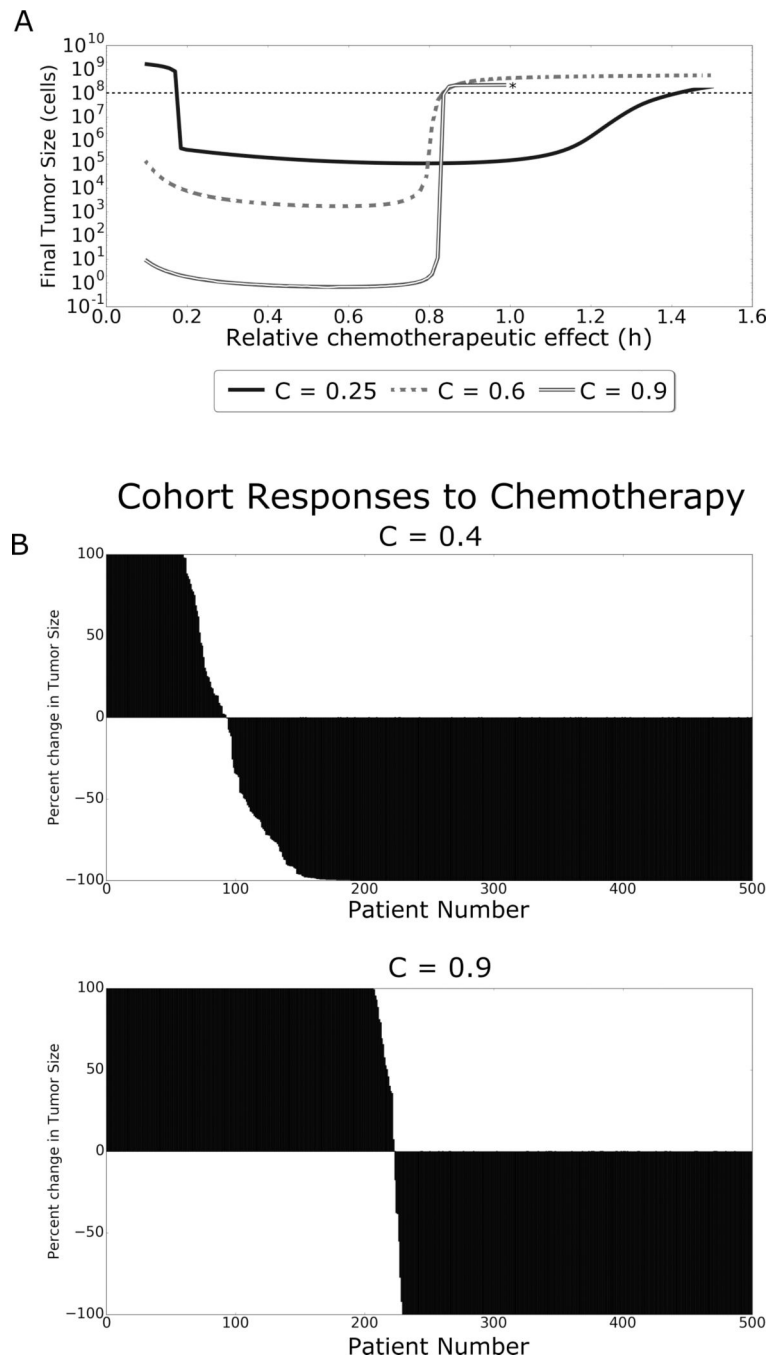 A
Final Tumor Size (cells)
10^10
10^9
10^8
10^7
10^6
10^5
10^4
10^3
10^2
10^1
10^0
10^-1
*
0.0 0.2 0.4 0.6 0.8 1.0 1.2 1.4 1.6
Relative chemotherapeutic effect (h)
C = 0.25 C = 0.6 C = 0.9
Cohort Responses to Chemotherapy
B
C = 0.4
Percent change in Tumor Size
100
50
0
−50
−100
0 100 200 300 400 500
Patient Number
C = 0.9
Percent change in Tumor Size
100
50
0
−50
−100
0 100 200 300 400 500
Patient Number